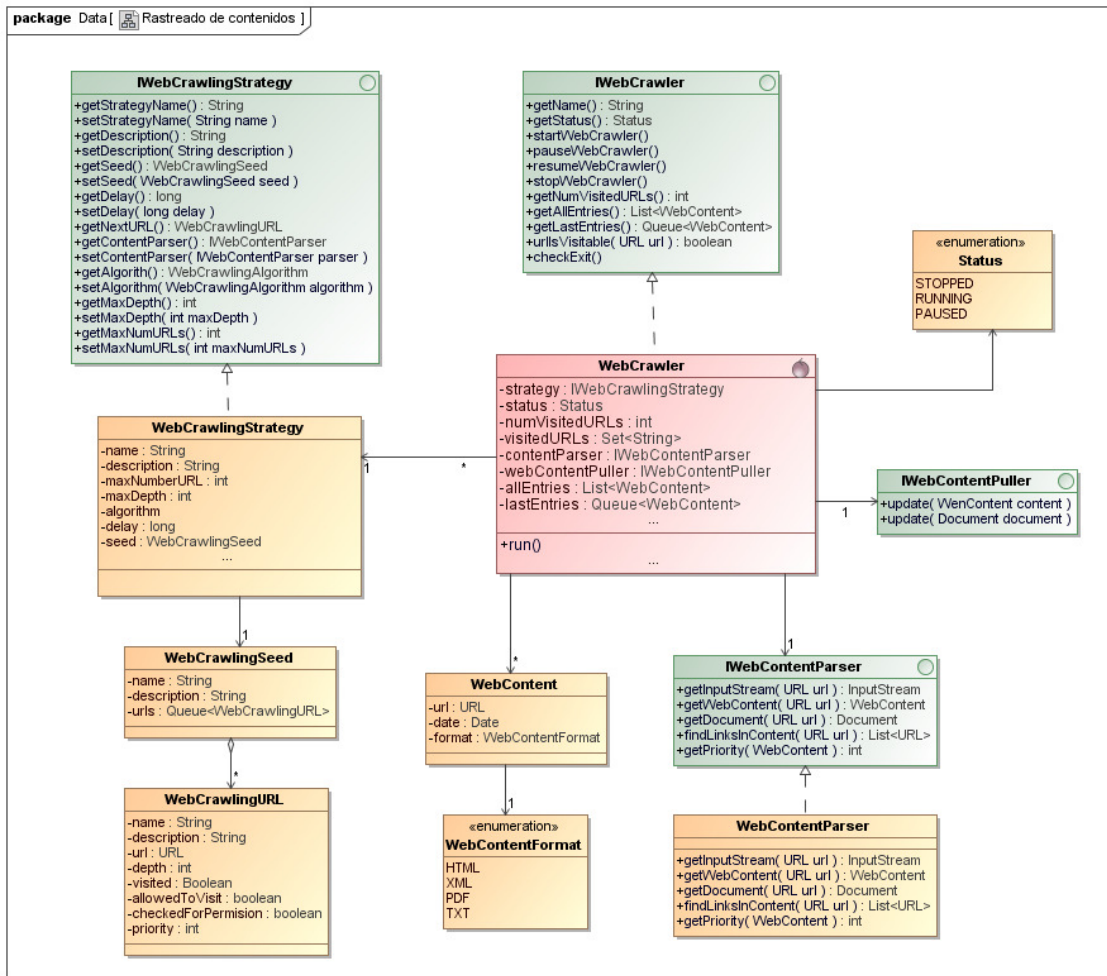 package Data [ Rastreado de contenidos ]
IWebCrawlingStrategy
+getStrategyName() : String
+setStrategyName( String name )
+getDescription() : String
+setDescription( String description )
+getSeed() : WebCrawlingSeed
+setSeed( WebCrawlingSeed seed )
+getDelay() : long
+setDelay( long delay )
+getNextURL() : WebCrawlingURL
+getContentParser() : IWebContentParser
+setContentParser( IWebContentParser parser )
+getAlgorith() : WebCrawlingAlgorithm
+setAlgorithm( WebCrawlingAlgorithm algorithm )
+getMaxDepth() : int
+setMaxDepth( int maxDepth )
+getMaxNumURLs() : int
+setMaxNumURLs( int maxNumURLs )
IWebCrawler
+getName() : String
+getStatus() : Status
+startWebCrawler()
+pauseWebCrawler()
+resumeWebCrawler()
+stopWebCrawler()
+getNumVisitedURLs() : int
+getAllEntries() : List<WebContent>
+getLastEntries() : Queue<WebContent>
+urlIsVisitable( URL url ) : boolean
+checkExit()
«enumeration»
Status
STOPPED
RUNNING
PAUSED
WebCrawler
-strategy : IWebCrawlingStrategy
-status : Status
-numVisitedURLs : int
-visitedURLs : Set<String>
-contentParser : IWebContentParser
-webContentPuller : IWebContentPuller
-allEntries : List<WebContent>
-lastEntries : Queue<WebContent>
...
+run()
...
WebCrawlingStrategy
-name : String
-description : String
-maxNumberURL : int
-maxDepth : int
-algorithm
-delay : long
-seed : WebCrawlingSeed
...
1
*
IWebContentPuller
+update( WenContent content )
+update( Document document )
1
1
*
1
WebCrawlingSeed
-name : String
-description : String
-urls : Queue<WebCrawlingURL>
*
WebCrawlingURL
-name : String
-description : String
-url : URL
-depth : int
-visited : Boolean
-allowedToVisit : boolean
-checkedForPermision : boolean
-priority : int
WebContent
-url : URL
-date : Date
-format : WebContentFormat
1
«enumeration»
WebContentFormat
HTML
XML
PDF
TXT
IWebContentParser
+getInputStream( URL url ) : InputStream
+getWebContent( URL url ) : WebContent
+getDocument( URL url ) : Document
+findLinksInContent( URL url ) : List<URL>
+getPriority( WebContent ) : int
WebContentParser
+getInputStream( URL url ) : InputStream
+getWebContent( URL url ) : WebContent
+getDocument( URL url ) : Document
+findLinksInContent( URL url ) : List<URL>
+getPriority( WebContent ) : int